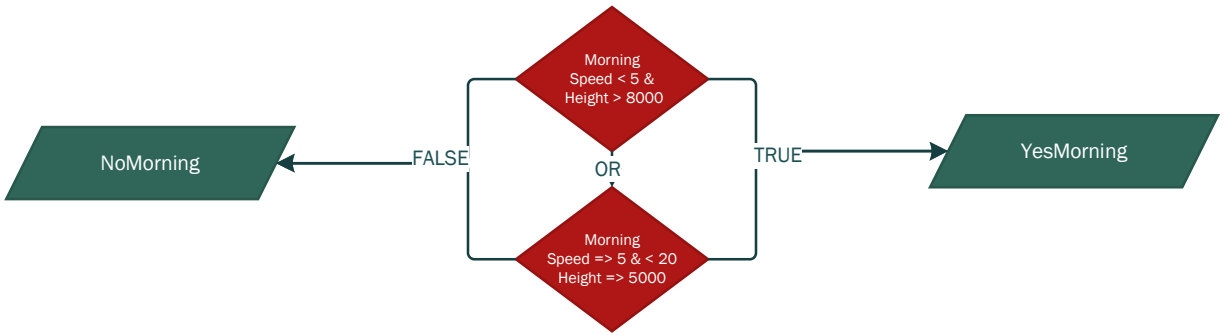 Morning
Speed < 5 &
Height > 8000
NoMorning
FALSE
OR
TRUE
YesMorning
Morning
Speed => 5 & < 20
Height => 5000